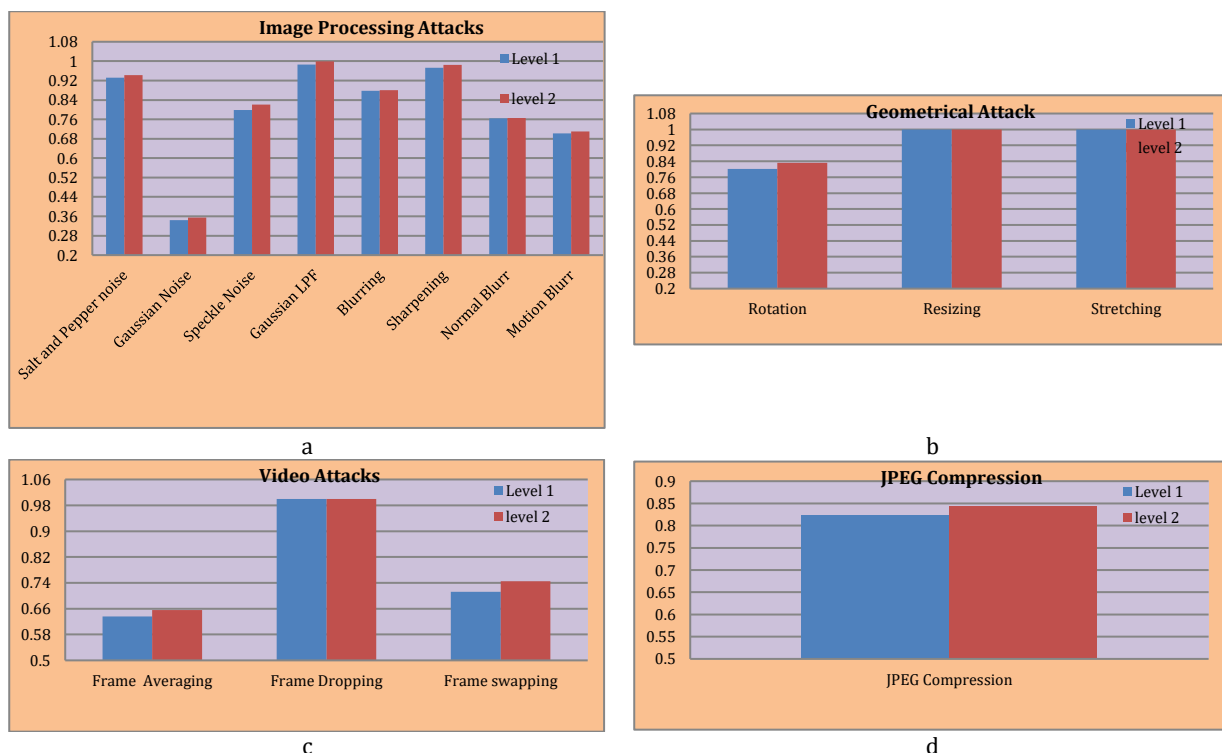 Image Processing Attacks
1.08
1
0.92
0.84
0.76
0.68
0.6
0.52
0.44
0.36
0.28
0.2
Level 1
level 2
Salt and Pepper noise
Gaussian Noise
Speckle Noise
Gaussian LPF
Blurring
Sharpening
Normal Blurr
Motion Blurr
a
Geometrical Attack
1.08
1
0.92
0.84
0.76
0.68
0.6
0.52
0.44
0.36
0.28
0.2
Level 1
level 2
Rotation Resizing Stretching
b
Video Attacks
1.06
0.98
0.9
0.82
0.74
0.66
0.58
0.5
Level 1
level 2
Frame Averaging Frame Dropping Frame swapping
c
JPEG Compression
0.9
0.85
0.8
0.75
0.7
0.65
0.6
0.55
0.5
Level 1
level 2
JPEG Compression
d